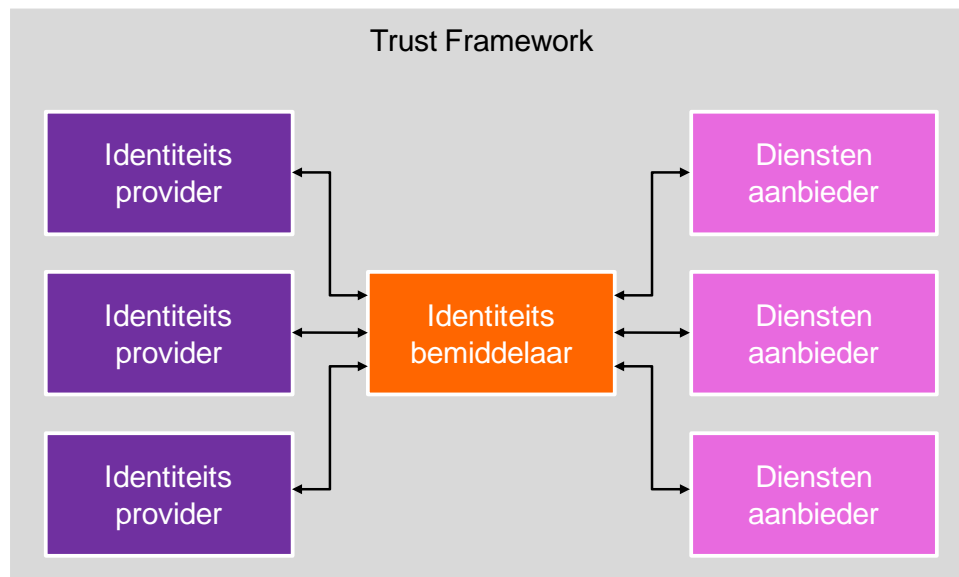 Trust Framework
Identiteits
provider
Diensten
aanbieder
Identiteits
provider
Identiteits
bemiddelaar
Diensten
aanbieder
Identiteits
provider
Diensten
aanbieder